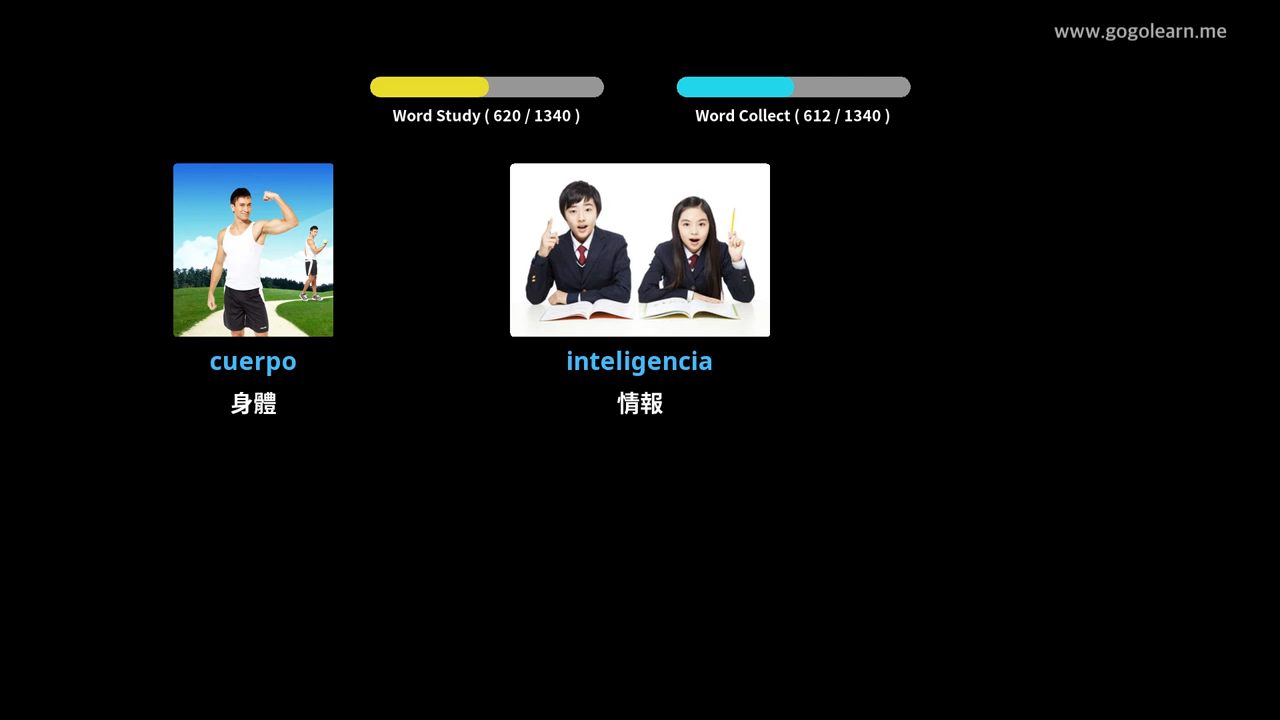 www.gogolearn.me
Word Study ( 620 / 1340 )
Word Collect ( 612 / 1340 )
cuerpo
inteligencia
身體
情報